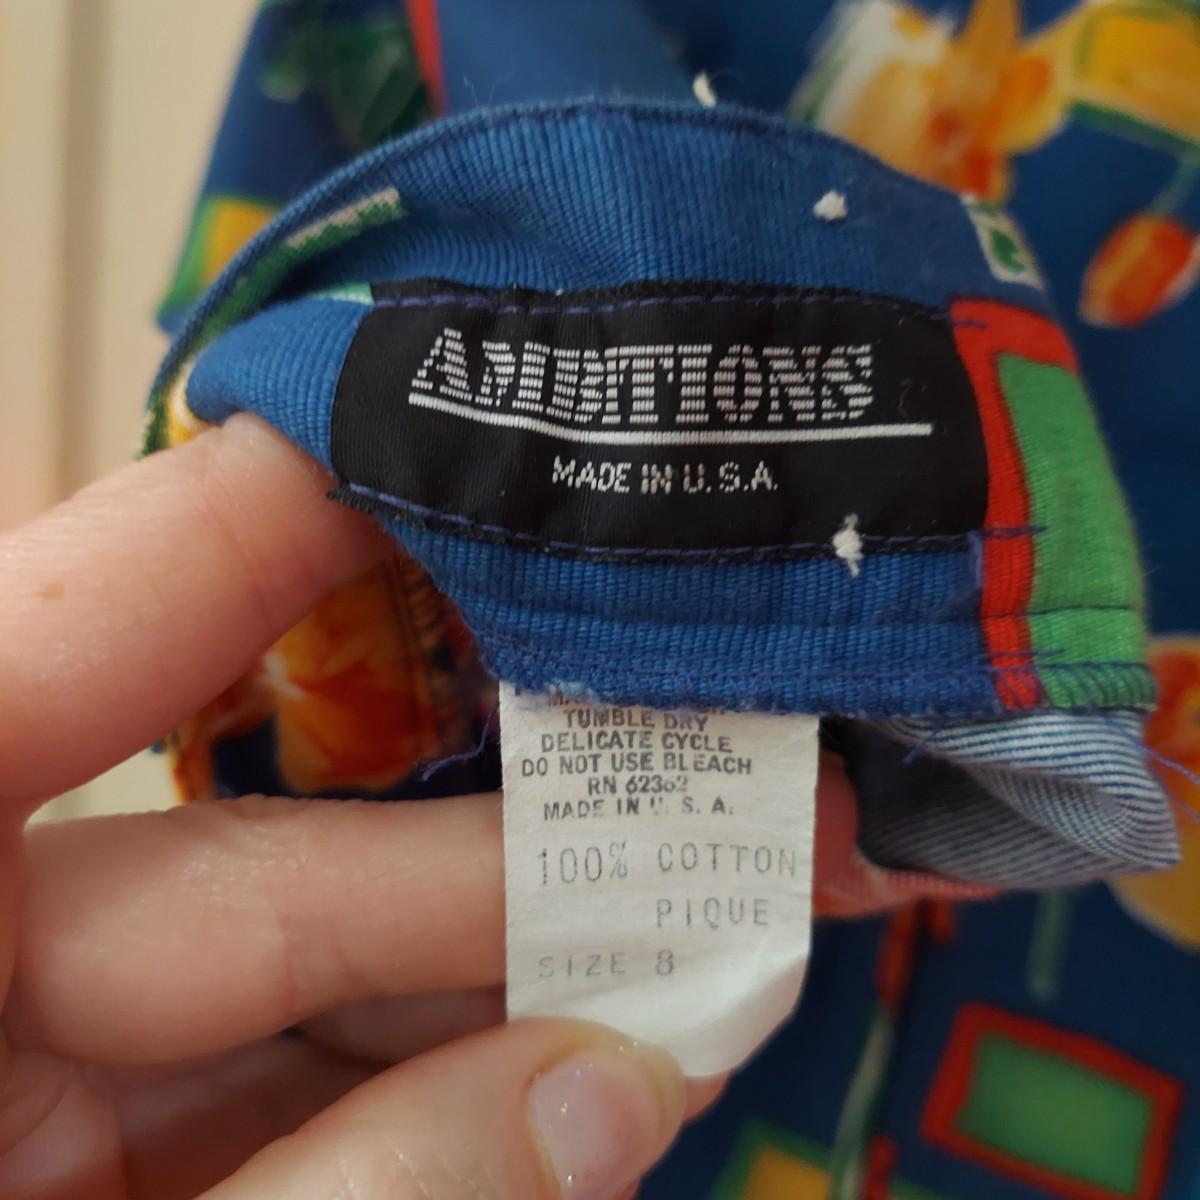 AMBITIONS
MADE IN U.S.A.
TUMBLE DRY
DELICATE CYCLE
DO NOT USE BLEACH
RN 62362
MADE IN U. S. A.
100% COTTON
PIQUE
SIZE 8